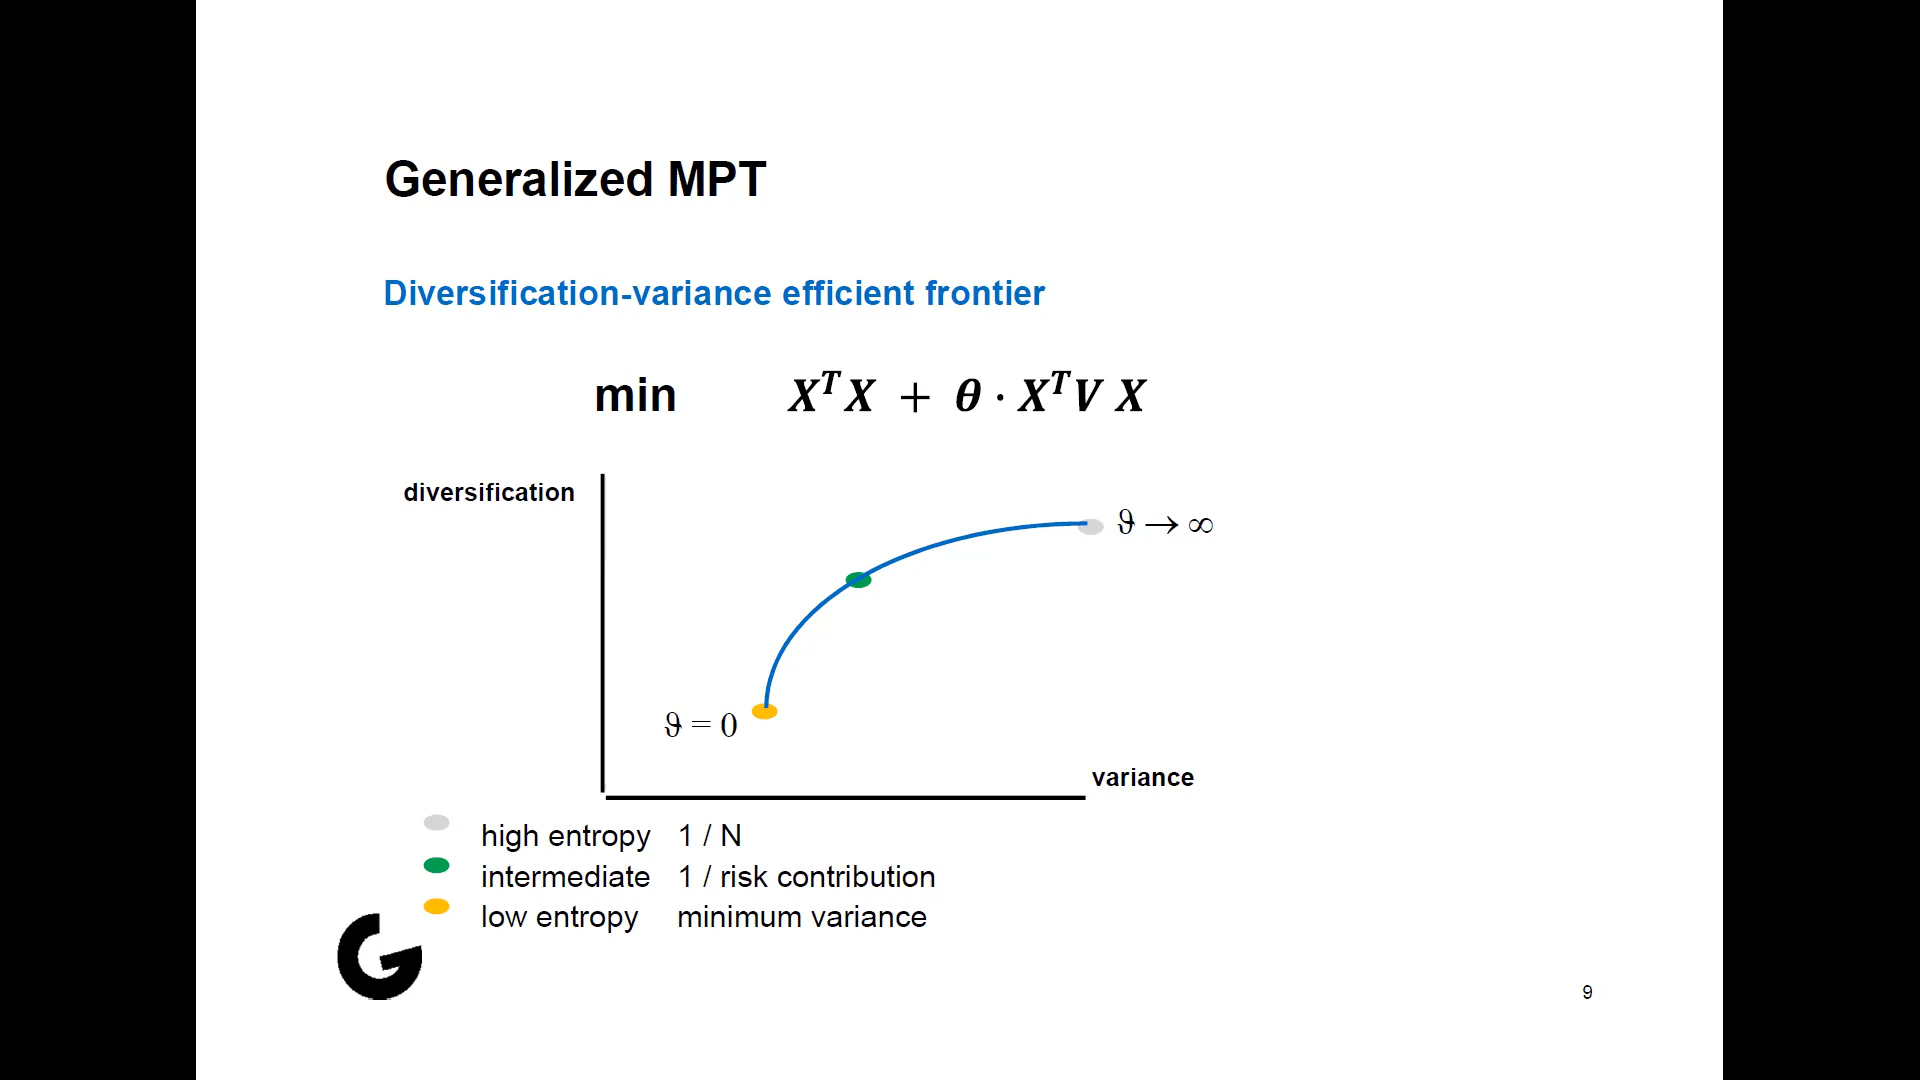 Generalized MPT
Diversification-variance efficient frontier
min X^T X + θ · X^T V X
diversification
ϑ → ∞
ϑ = 0
variance
high entropy 1 / N
intermediate 1 / risk contribution
low entropy minimum variance
G
9